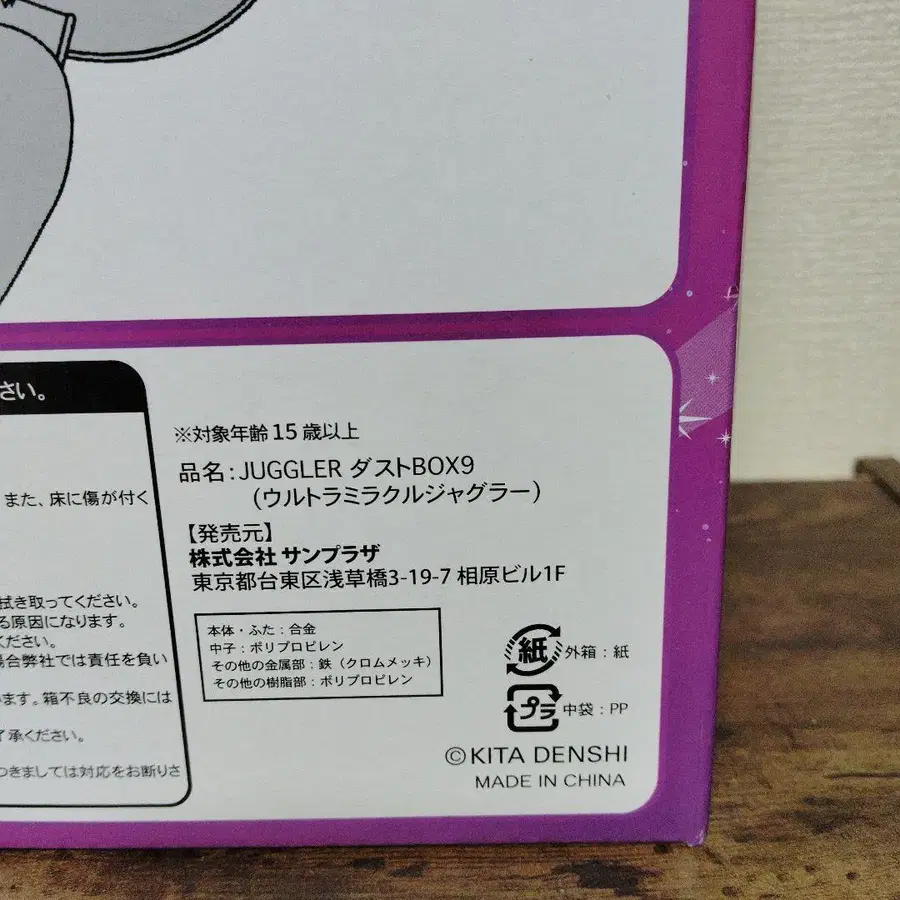 さい。
また、床に傷が付く
拭き取ってください。
る原因になります。
ください。
場合弊社では責任を負い
ます。箱不良の交換には
了承ください。
つきましては対応をお断りさ
※対象年齢15歳以上
品名:JUGGLER ダストBOX9
(ウルトラミラクルジャグラー)
【発売元】
株式会社 サンプラザ
東京都台東区浅草橋3-19-7 相原ビル1F
本体・ふた:合金
中子:ポリプロピレン
その他の金属部:鉄(クロムメッキ)
その他の樹脂部:ポリプロピレン
紙 外箱:紙
プラ 中袋:PP
©KITA DENSHI
MADE IN CHINA